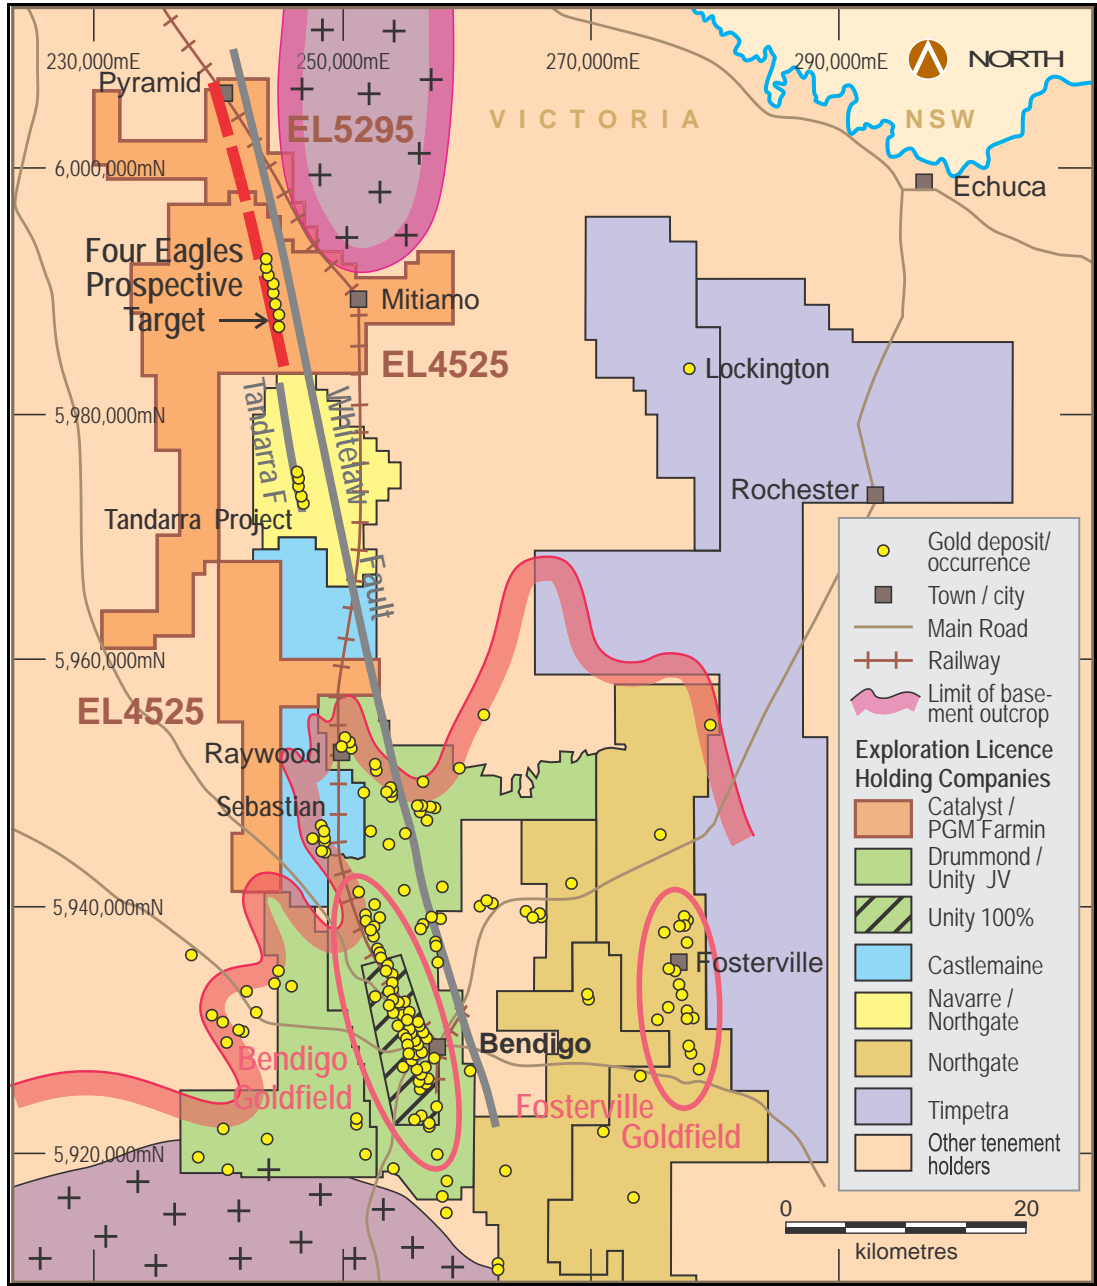 230,000mE
250,000mE
270,000mE
290,000mE
NORTH
Pyramid
EL5295
VICTORIA
NSW
6,000,000mN
Echuca
Four Eagles
Prospective
Target
Mitiamo
EL4525
Lockington
5,980,000mN
Tandarra F
Whitelaw
Fault
Rochester
Tandarra Project
5,960,000mN
EL4525
Raywood
Sebastian
5,940,000mN
Fosterville
Bendigo
Bendigo
Goldfield
Fosterville
Goldfield
5,920,000mN
Gold deposit/
occurrence
Town / city
Main Road
Railway
Limit of base-
ment outcrop
Exploration Licence
Holding Companies
Catalyst /
PGM Farmin
Drummond /
Unity JV
Unity 100%
Castlemaine
Navarre /
Northgate
Northgate
Timpetra
Other tenement
holders
0 20
kilometres